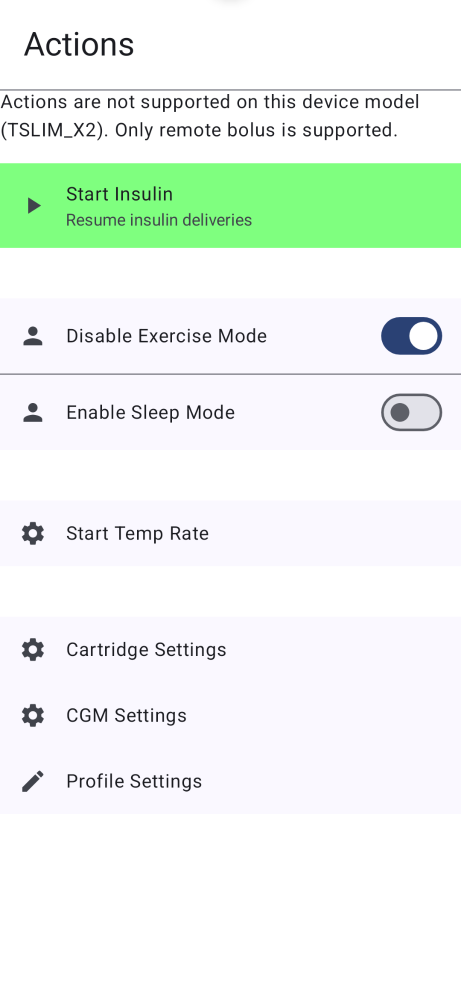 Actions
Actions are not supported on this device model
(TSLIM_X2). Only remote bolus is supported.
Start Insulin
Resume insulin deliveries
Disable Exercise Mode
Enable Sleep Mode
Start Temp Rate
Cartridge Settings
CGM Settings
Profile Settings